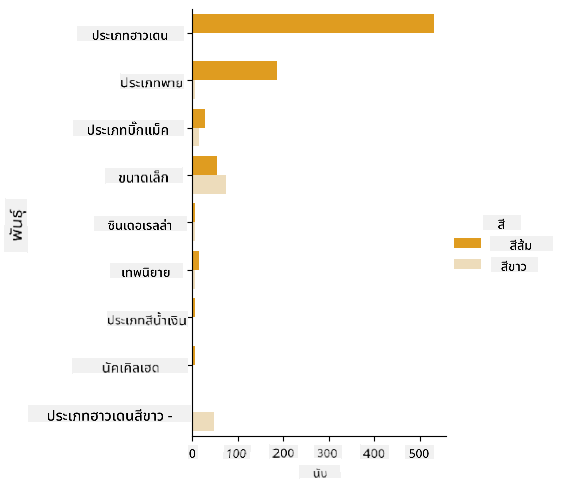 ประเภทฮาวเดน
ประเภทพาย
ประเภทบิ๊กแม็ค
ขนาดเล็ก
ซินเดอเรลล่า
เทพนิยาย
ประเภทสีน้ำเงิน
นัคเคิลเฮด
ประเภทฮาวเดนสีขาว -
พันธุ์
0 100 200 300 400 500
นับ
สี
สีส้ม
สีขาว